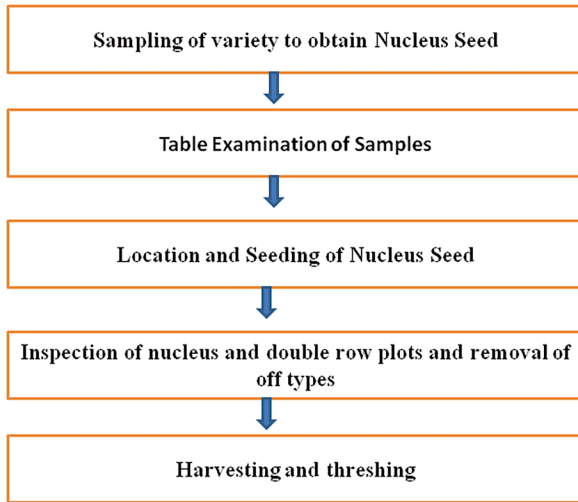 Sampling of variety to obtain Nucleus Seed
Table Examination of Samples
Location and Seeding of Nucleus Seed
Inspection of nucleus and double row plots and removal of
off types
Harvesting and threshing